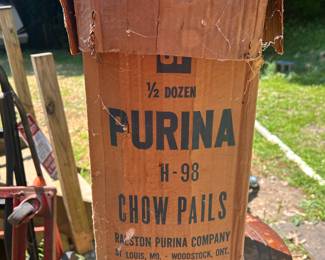 ½ DOZEN
PURINA
H-98
CHOW PAILS
RALSTON PURINA COMPANY
ST LOUIS, MO. - WOODSTOCK, ONT.